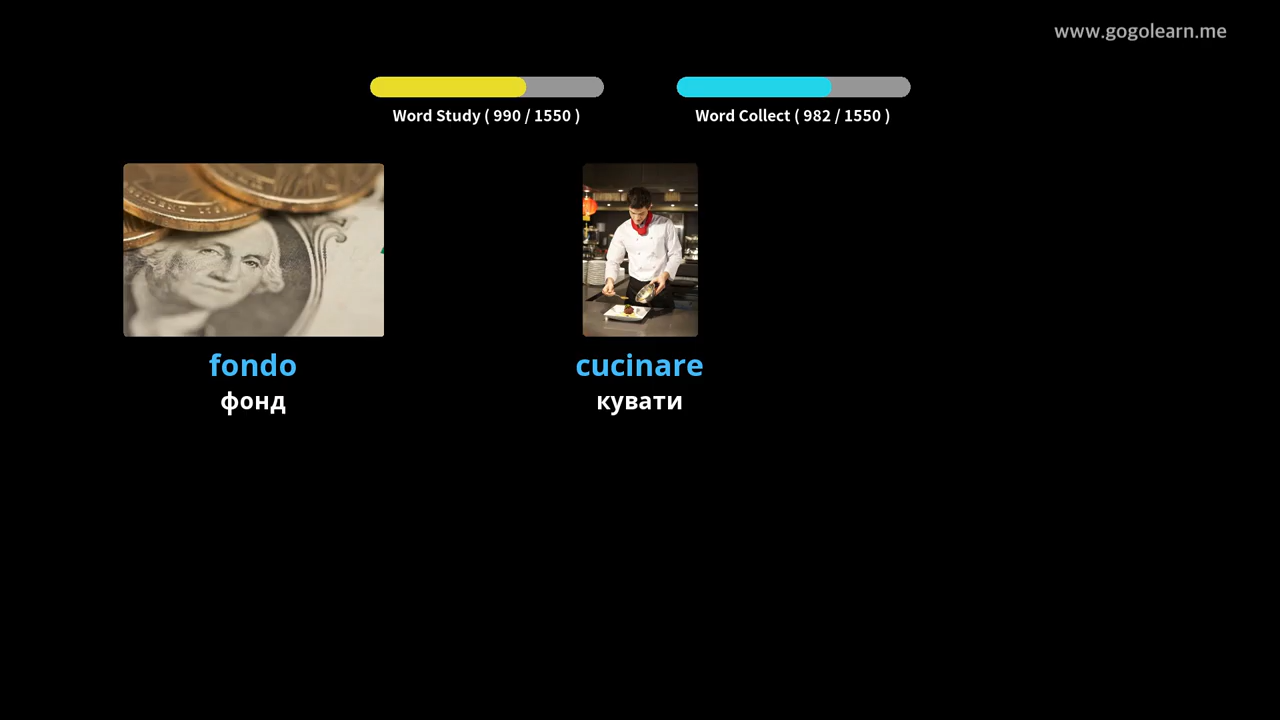 www.gogolearn.me
Word Study ( 990 / 1550 )
Word Collect ( 982 / 1550 )
fondo
фонд
cucinare
кувати